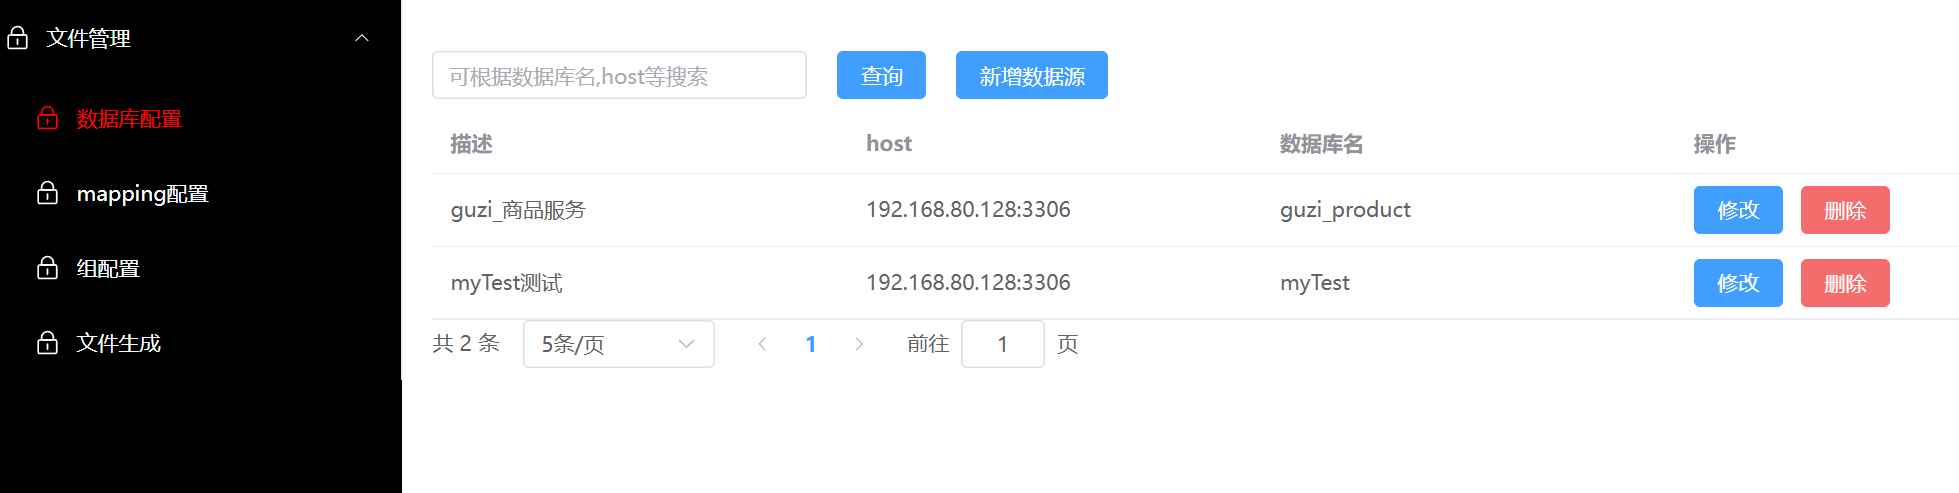 文件管理
数据库配置
mapping配置
组配置
文件生成
可根据数据库名,host等搜索 查询 新增数据源
描述 host 数据库名 操作
guzi_商品服务 192.168.80.128:3306 guzi_product 修改 删除
myTest测试 192.168.80.128:3306 myTest 修改 删除
共 2 条 5条/页 1 前往 1 页